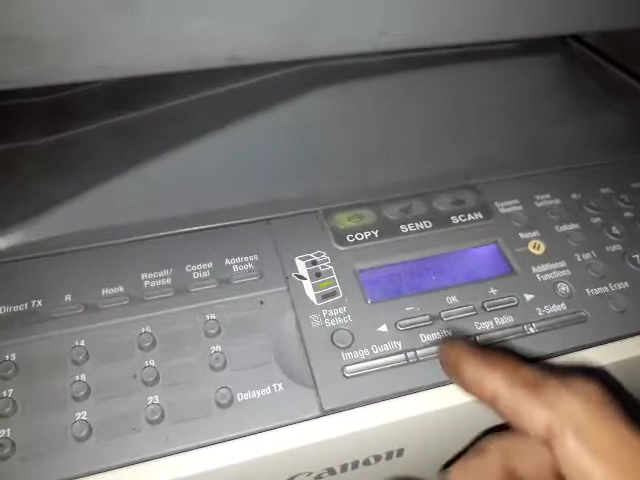 COPY
SEND
SCAN
System
Reset
Collate
2 on 1
Frame Erase
Additional
Functions
Direct TX
R
Hook
Recall/
Pause
Coded
Dial
Address
Book
Paper
Select
OK
Image Quality
Density
Copy Ratio
2-Sided
13
14
15
16
17
18
19
20
21
22
23
Delayed TX
Canon